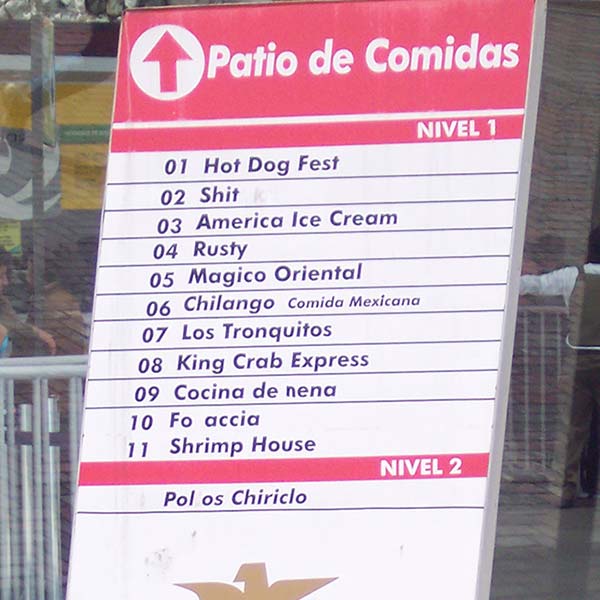 Patio de Comidas
NIVEL 1
01 Hot Dog Fest
02 Shit k
03 America Ice Cream
04 Rusty
05 Magico Oriental
06 Chilango Comida Mexicana
07 Los Tronquitos
08 King Crab Express
09 Cocina de nena
10 Fo accia
11 Shrimp House
NIVEL 2
Pol os Chiriclo